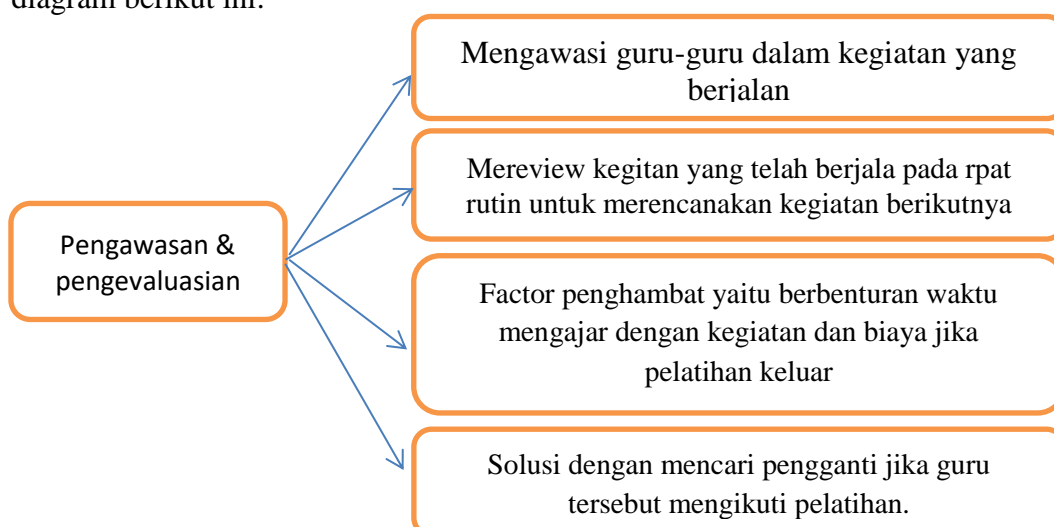 diagram berikut ini:
Mengawasi guru-guru dalam kegiatan yang
berjalan
Mereview kegitan yang telah berjala pada rpat
rutin untuk merencanakan kegiatan berikutnya
Pengawasan &
pengevaluasian
Factor penghambat yaitu berbenturan waktu
mengajar dengan kegiatan dan biaya jika
pelatihan keluar
Solusi dengan mencari pengganti jika guru
tersebut mengikuti pelatihan.